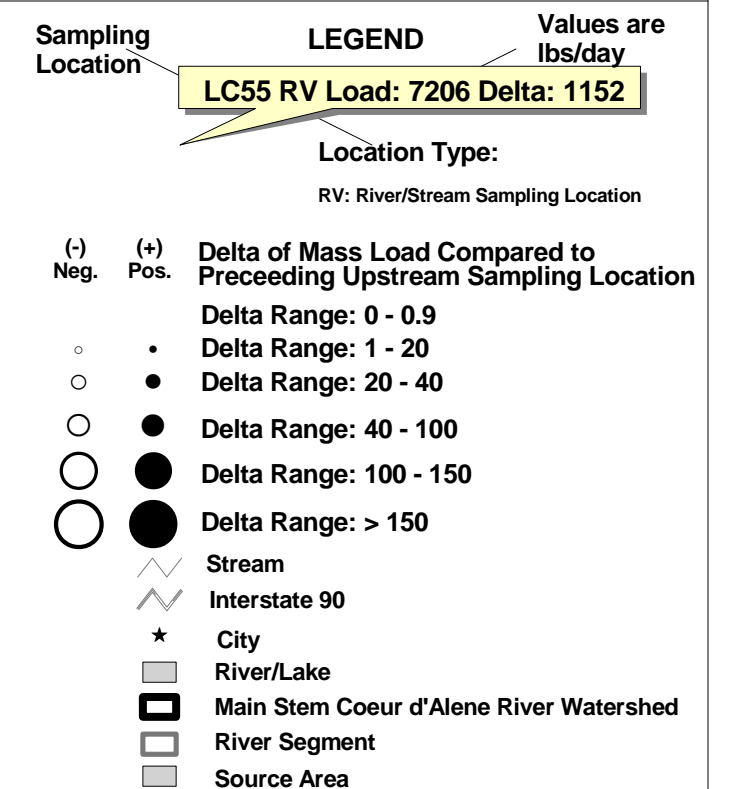 Sampling
Location
LEGEND
Values are
lbs/day
LC55 RV Load: 7206 Delta: 1152
Location Type:
RV: River/Stream Sampling Location
(-)
Neg.
(+)
Pos.
Delta of Mass Load Compared to
Preceeding Upstream Sampling Location
Delta Range: 0 - 0.9
Delta Range: 1 - 20
Delta Range: 20 - 40
Delta Range: 40 - 100
Delta Range: 100 - 150
Delta Range: > 150
Stream
Interstate 90
City
River/Lake
Main Stem Coeur d'Alene River Watershed
River Segment
Source Area